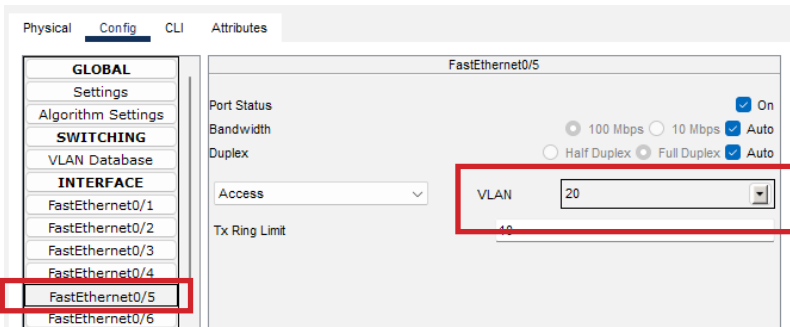 Physical Config CLI Attributes
GLOBAL
Settings
Algorithm Settings
SWITCHING
VLAN Database
INTERFACE
FastEthernet0/1
FastEthernet0/2
FastEthernet0/3
FastEthernet0/4
FastEthernet0/5
FastEthernet0/6
FastEthernet0/5
Port Status On
Bandwidth 100 Mbps 10 Mbps Auto
Duplex Half Duplex Full Duplex Auto
Access VLAN 20
Tx Ring Limit 10